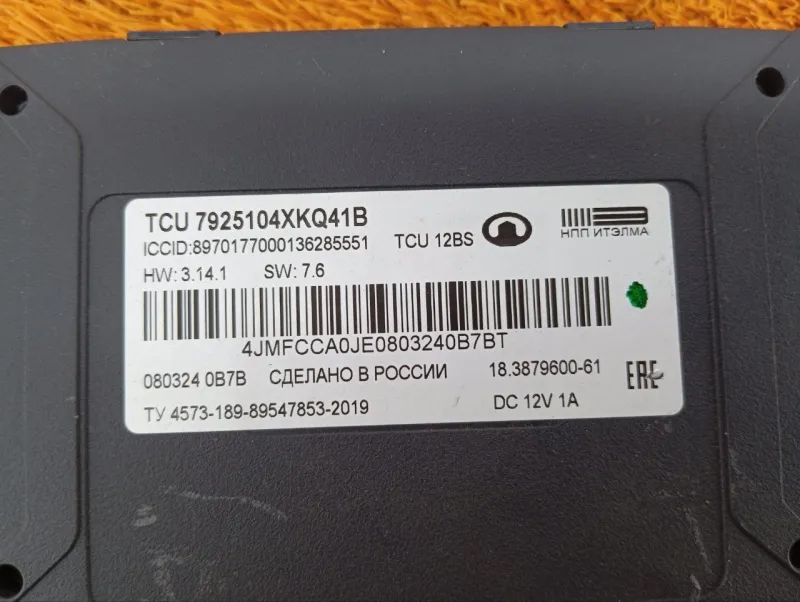 TCU 7925104XKQ41B
ICCID:8970177000136285551 TCU 12BS
НПП ИТЭЛМА
HW: 3.14.1 SW: 7.6
4JMFCCA0JE0803240B7BT
080324 0B7B СДЕЛАНО В РОССИИ 18.3879600-61
EAC
ТУ 4573-189-89547853-2019 DC 12V 1A